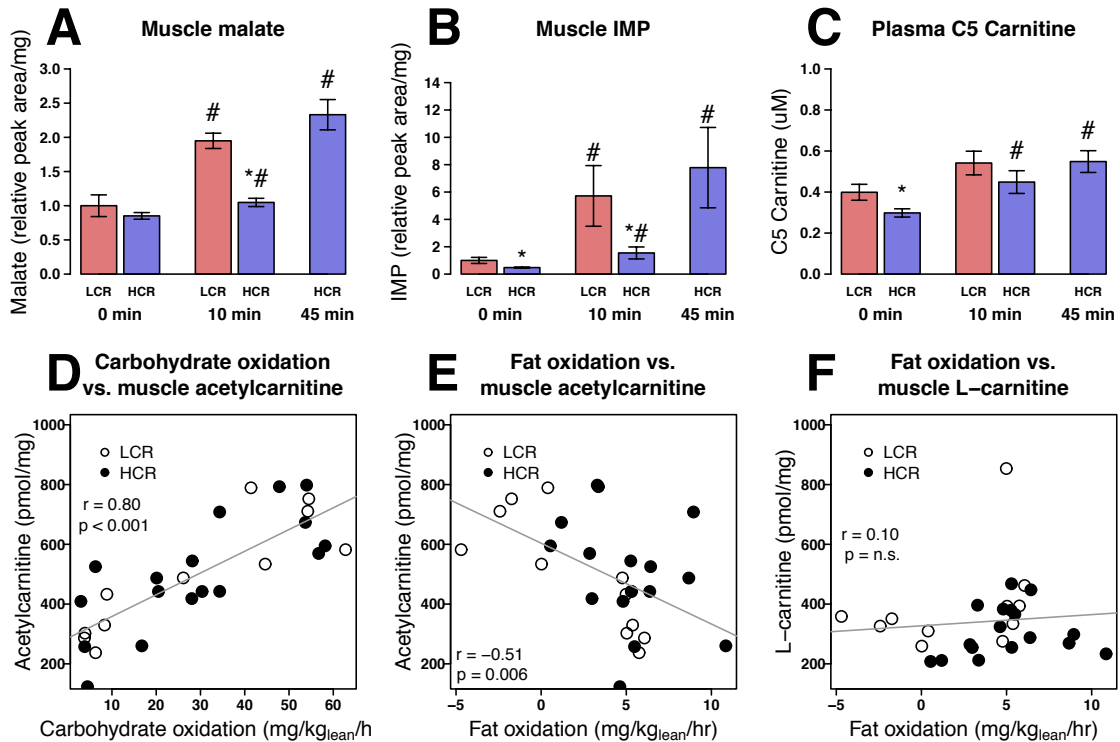 A Muscle malate
Malate (relative peak area/mg)
3.0
2.5
2.0
1.5
1.0
0.5
0.0
#
*#
#
LCR HCR LCR HCR HCR
0 min 10 min 45 min
B Muscle IMP
IMP (relative peak area/mg)
14
12
10
8
6
4
2
0
*
#
*#
#
LCR HCR LCR HCR HCR
0 min 10 min 45 min
C Plasma C5 Carnitine
C5 Carnitine (uM)
1.0
0.8
0.6
0.4
0.2
0.0
*
#
#
LCR HCR LCR HCR HCR
0 min 10 min 45 min
D Carbohydrate oxidation
vs. muscle acetylcarnitine
Acetylcarnitine (pmol/mg)
1000
800
600
400
200
LCR
HCR
r = 0.80
p < 0.001
10 20 30 40 50 60
Carbohydrate oxidation (mg/kglean/h
E Fat oxidation vs.
muscle acetylcarnitine
Acetylcarnitine (pmol/mg)
1000
800
600
400
200
LCR
HCR
r = −0.51
p = 0.006
−5 0 5 10
Fat oxidation (mg/kglean/hr)
F Fat oxidation vs.
muscle L−carnitine
L−carnitine (pmol/mg)
1000
800
600
400
200
LCR
HCR
r = 0.10
p = n.s.
−5 0 5 10
Fat oxidation (mg/kglean/hr)